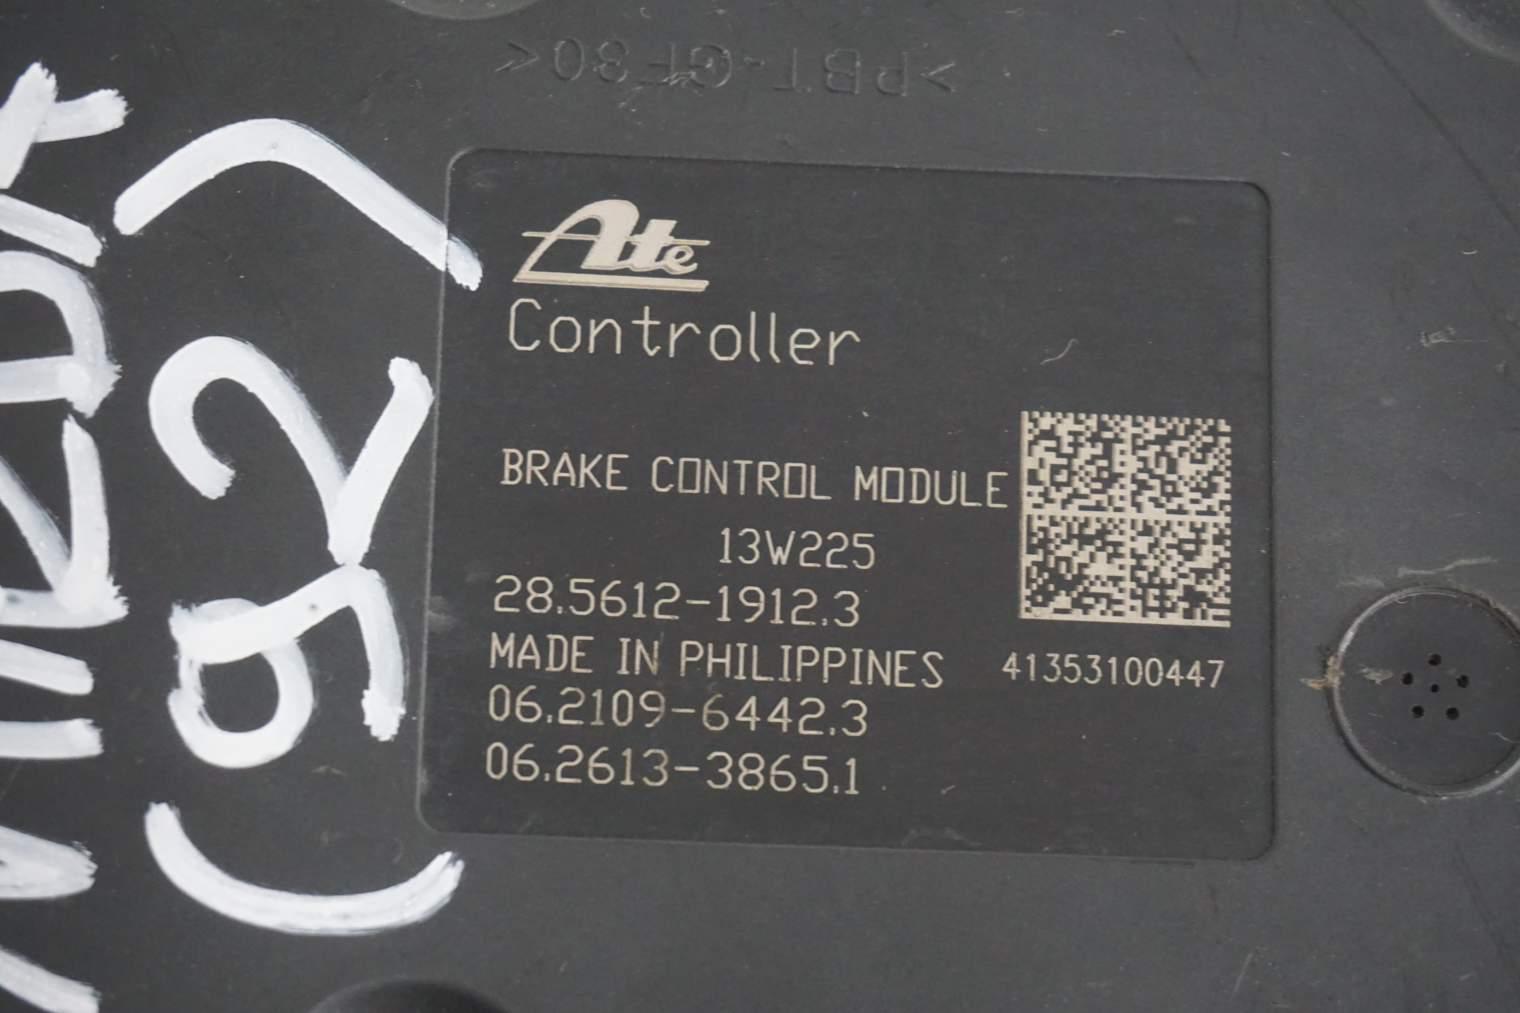 >PBT-GF30<
Ate
Controller
BRAKE CONTROL MODULE
13W225
28.5612-1912.3
MADE IN PHILIPPINES 41353100447
06.2109-6442.3
06.2613-3865.1
(92)